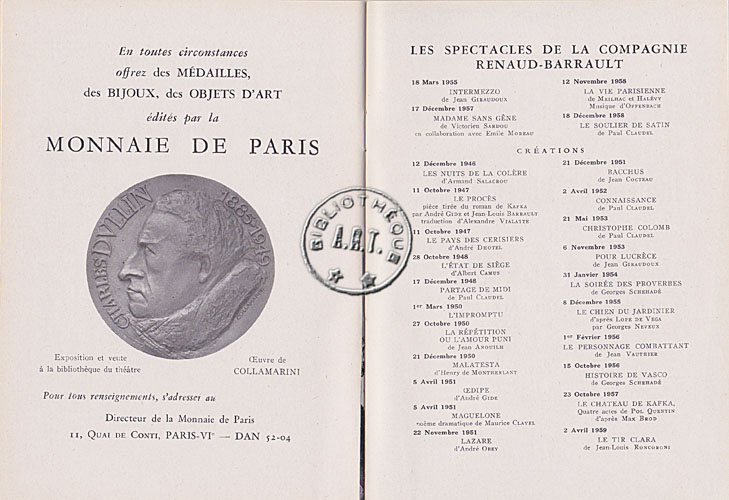 En toutes circonstances
offrez des MÉDAILLES,
des BIJOUX, des OBJETS D'ART
édités par la
MONNAIE DE PARIS
CHARLES DVLLIN 1885-1949
Exposition et vente
à la bibliothèque du théâtre
Œuvre de
COLLAMARINI
Pour tous renseignements, s'adresser au
Directeur de la Monnaie de Paris
11, QUAI DE CONTI, PARIS-VIe — DAN 52-04
BIBLIOTHÈQUE
A.R.T.
LES SPECTACLES DE LA COMPAGNIE
RENAUD-BARRAULT
18 Mars 1955
INTERMEZZO
de Jean GIRAUDOUX
17 Décembre 1957
MADAME SANS GÊNE
de Victorien SARDOU
en collaboration avec Emile MOREAU
12 Novembre 1958
LA VIE PARISIENNE
de MEILHAC et HALÉVY
Musique d'OFFENBACH
18 Décembre 1958
LE SOULIER DE SATIN
de Paul CLAUDEL
CRÉATIONS
12 Décembre 1946
LES NUITS DE LA COLÈRE
d'Armand SALACROU
11 Octobre 1947
LE PROCÈS
pièce tirée du roman de KAFKA
par André GIDE et Jean-Louis BARRAULT
traduction d'Alexandre VIALATTE
11 Octobre 1947
LE PAYS DES CERISIERS
d'André DHOTEL
28 Octobre 1948
L'ÉTAT DE SIÈGE
d'Albert CAMUS
17 Décembre 1948
PARTAGE DE MIDI
de Paul CLAUDEL
1er Mars 1950
L'IMPROMPTU
27 Octobre 1950
LA RÉPÉTITION
OU L'AMOUR PUNI
de Jean ANOUILH
21 Décembre 1950
MALATESTA
d'Henry de MONTHERLANT
5 Avril 1951
ŒDIPE
d'André GIDE
5 Avril 1951
MAGUELONE
poème dramatique de Maurice CLAVEL
22 Novembre 1951
LAZARE
d'André OBEY
21 Décembre 1951
BACCHUS
de Jean COCTEAU
2 Avril 1952
CONNAISSANCE
de Paul CLAUDEL
21 Mai 1953
CHRISTOPHE COLOMB
de Paul CLAUDEL
6 Novembre 1953
POUR LUCRÈCE
de Jean GIRAUDOUX
31 Janvier 1954
LA SOIRÉE DES PROVERBES
de Georges SCHEHADÉ
6 Décembre 1955
LE CHIEN DU JARDINIER
d'après LOPE DE VEGA
par Georges NEVEUX
1er Février 1956
LE PERSONNAGE COMBATTANT
de Jean VAUTHIER
15 Octobre 1956
HISTOIRE DE VASCO
de Georges SCHEHADÉ
23 Octobre 1957
LE CHATEAU DE KAFKA
Quatre actes de POL QUENTIN
d'après MAX BROD
2 Avril 1959
LE TIR CLARA
de Jean-Louis RONCORONI